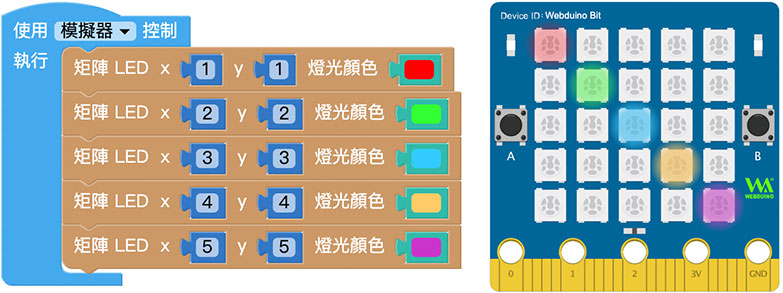 使用 模擬器 控制
執行
矩陣 LED x 1 y 1 燈光顏色
矩陣 LED x 2 y 2 燈光顏色
矩陣 LED x 3 y 3 燈光顏色
矩陣 LED x 4 y 4 燈光顏色
矩陣 LED x 5 y 5 燈光顏色
Device ID: Webduino Bit
A
B
WEBDUINO
0 1 2 3V GND